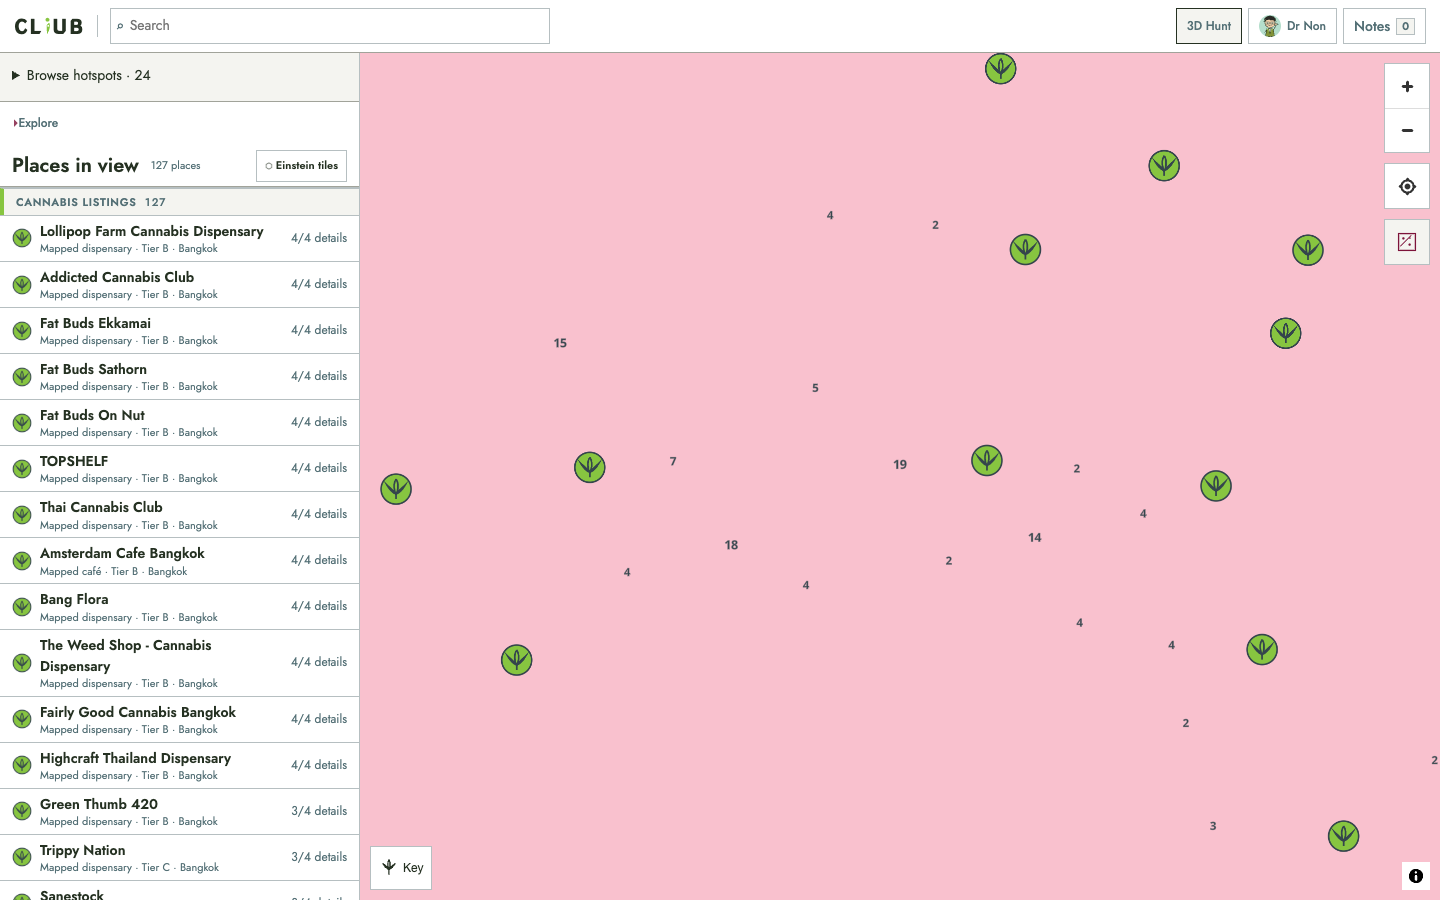 CLiUB
Search
3D Hunt
Dr Non
Notes 0
Browse hotspots · 24
Explore
Places in view 127 places
Einstein tiles
CANNABIS LISTINGS 127
Lollipop Farm Cannabis Dispensary
Mapped dispensary · Tier B · Bangkok
4/4 details
Addicted Cannabis Club
Mapped dispensary · Tier B · Bangkok
4/4 details
Fat Buds Ekkamai
Mapped dispensary · Tier B · Bangkok
4/4 details
Fat Buds Sathorn
Mapped dispensary · Tier B · Bangkok
4/4 details
Fat Buds On Nut
Mapped dispensary · Tier B · Bangkok
4/4 details
TOPSHELF
Mapped dispensary · Tier B · Bangkok
4/4 details
Thai Cannabis Club
Mapped dispensary · Tier B · Bangkok
4/4 details
Amsterdam Cafe Bangkok
Mapped café · Tier B · Bangkok
4/4 details
Bang Flora
Mapped dispensary · Tier B · Bangkok
4/4 details
The Weed Shop - Cannabis
Dispensary
Mapped dispensary · Tier B · Bangkok
4/4 details
Fairly Good Cannabis Bangkok
Mapped dispensary · Tier B · Bangkok
4/4 details
Highcraft Thailand Dispensary
Mapped dispensary · Tier B · Bangkok
4/4 details
Green Thumb 420
Mapped dispensary · Tier B · Bangkok
3/4 details
Trippy Nation
Mapped dispensary · Tier C · Bangkok
3/4 details
Sanestock
4
2
15
5
7
19
2
4
14
18
2
4
4
4
4
2
2
3
Key